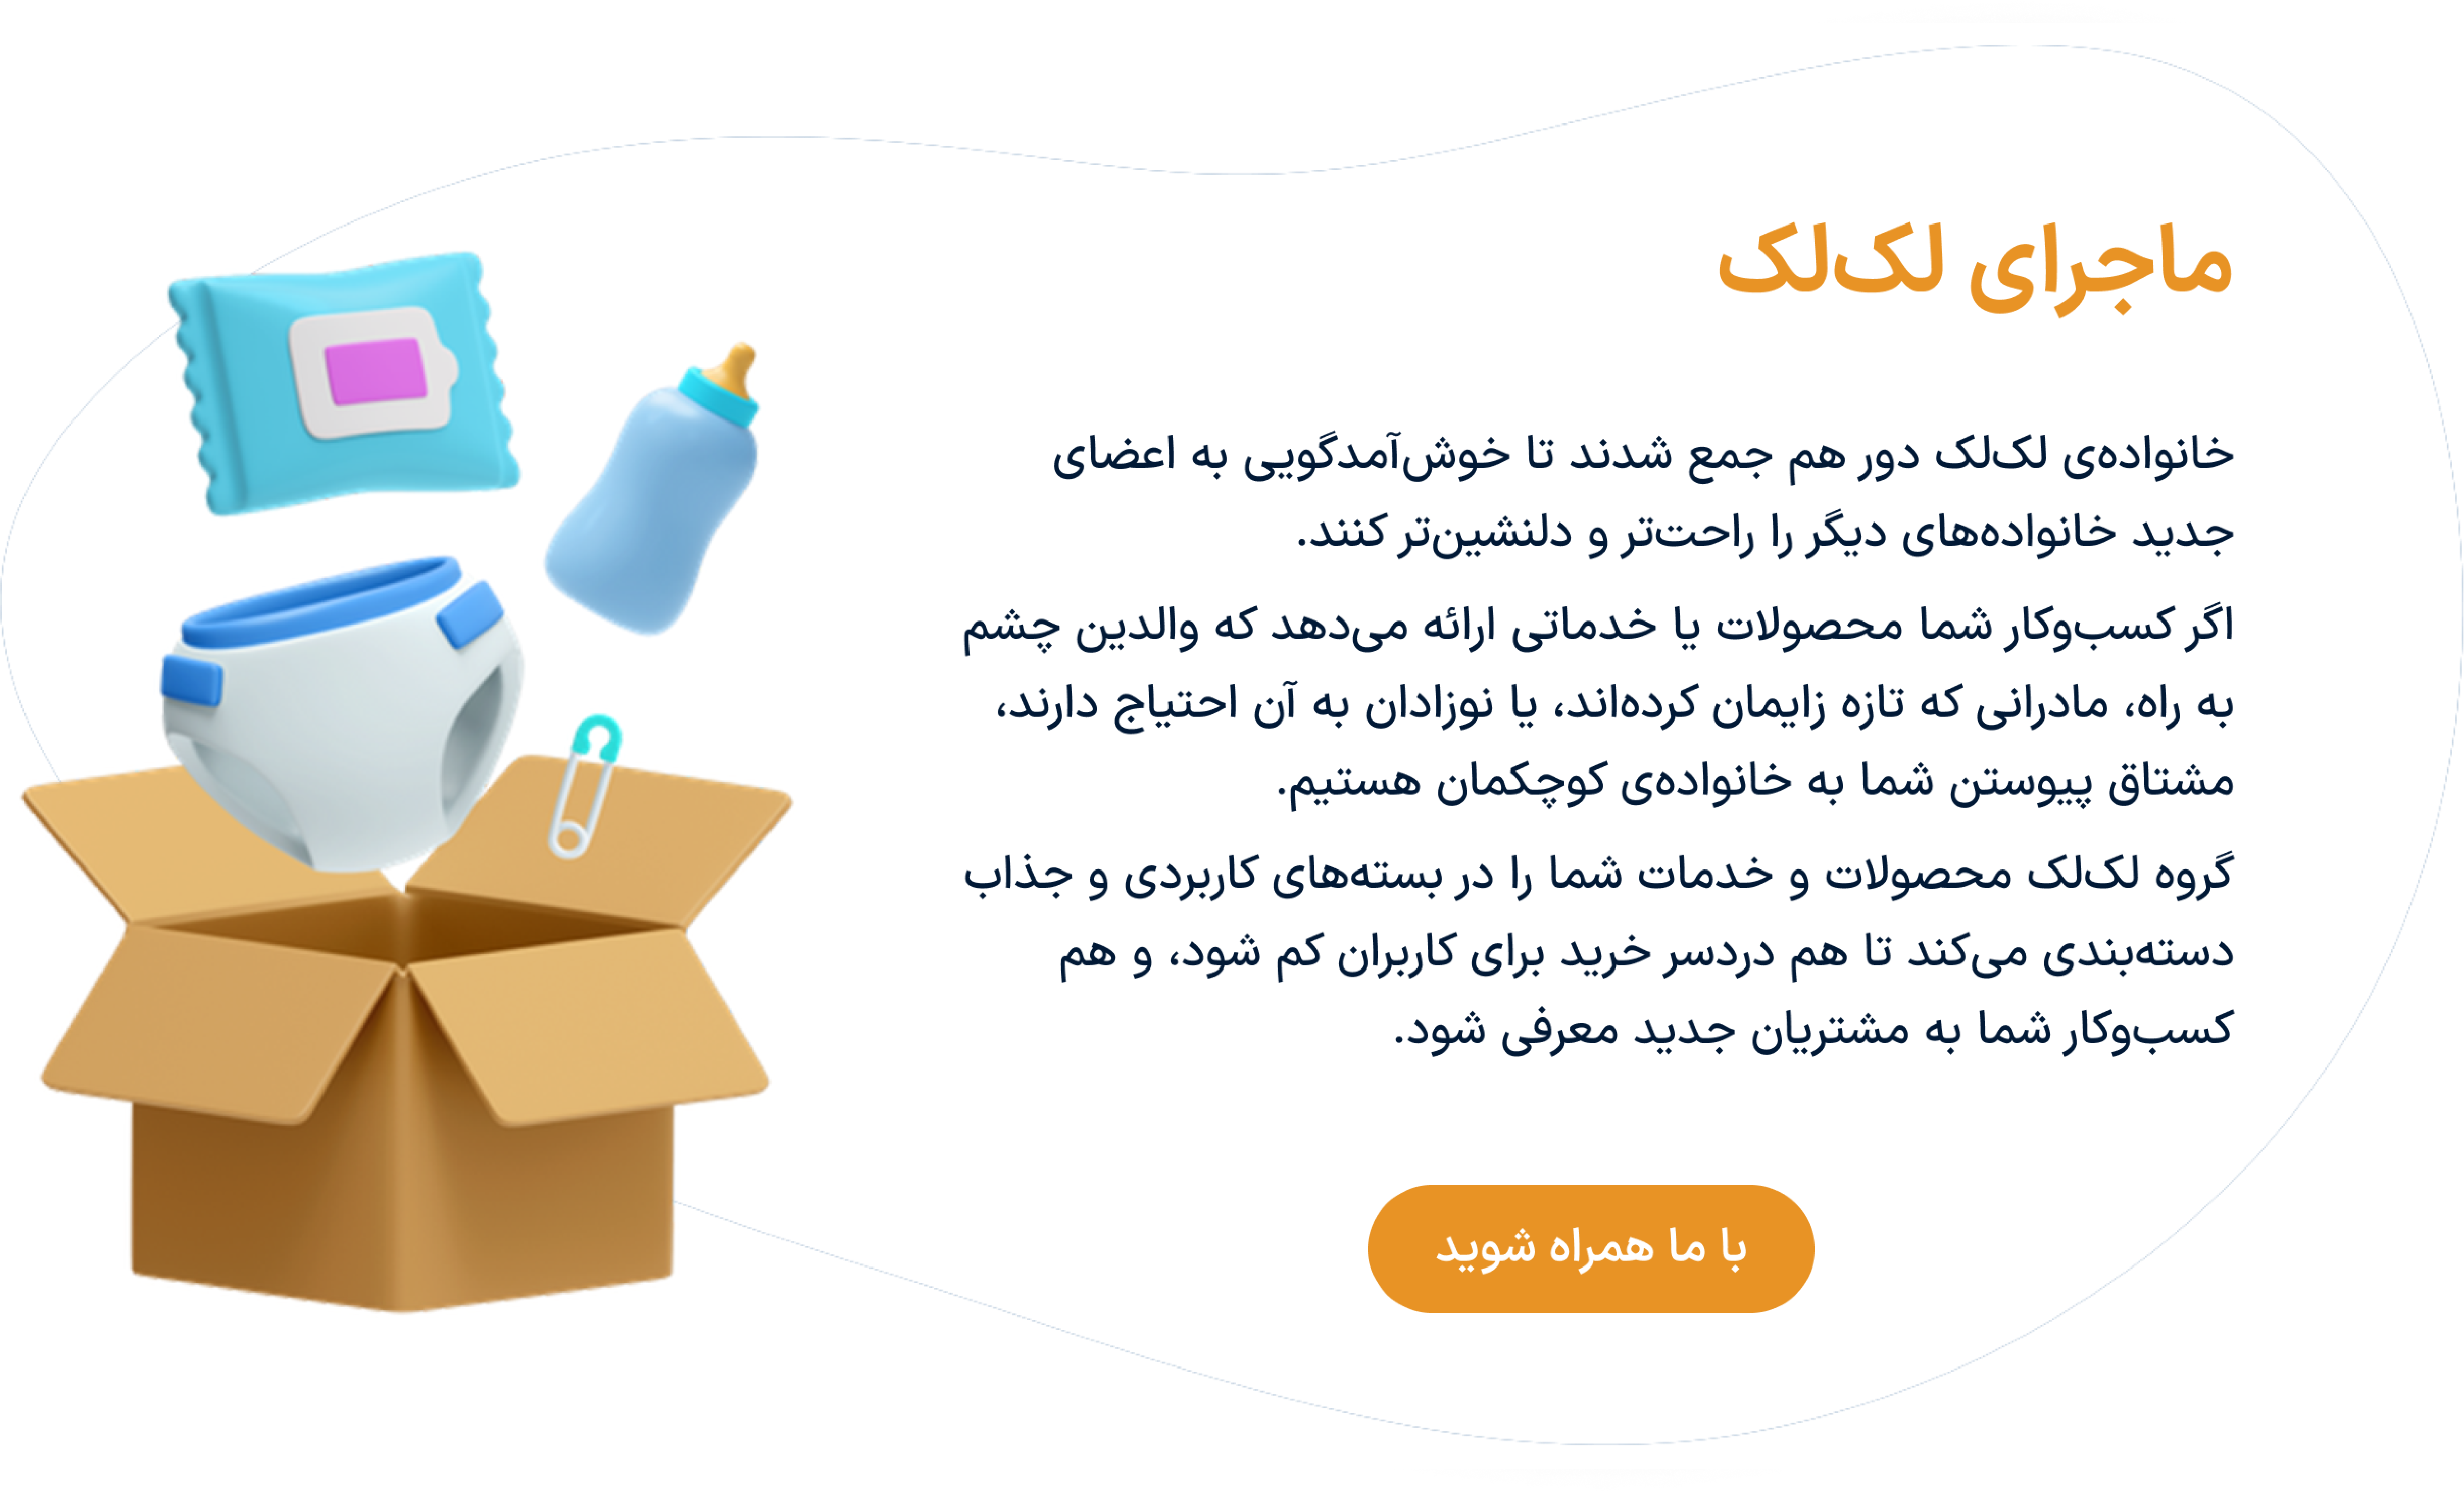 ماجرای لک‌لک
خانواده‌ی لک‌لک دور هم جمع شدند تا خوش‌آمدگویی به اعضای
جدید خانواده‌های دیگر را راحت‌تر و دلنشین‌تر کنند.
اگر کسب‌وکار شما محصولات یا خدماتی ارائه می‌دهد که والدین چشم
به راه، مادرانی که تازه زایمان کرده‌اند، یا نوزادان به آن احتیاج دارند،
مشتاق پیوستن شما به خانواده‌ی کوچکمان هستیم.
گروه لک‌لک محصولات و خدمات شما را در بسته‌های کاربردی و جذاب
دسته‌بندی می‌کند تا هم دردسر خرید برای کاربران کم شود، و هم
کسب‌وکار شما به مشتریان جدید معرفی شود.
با ما همراه شوید